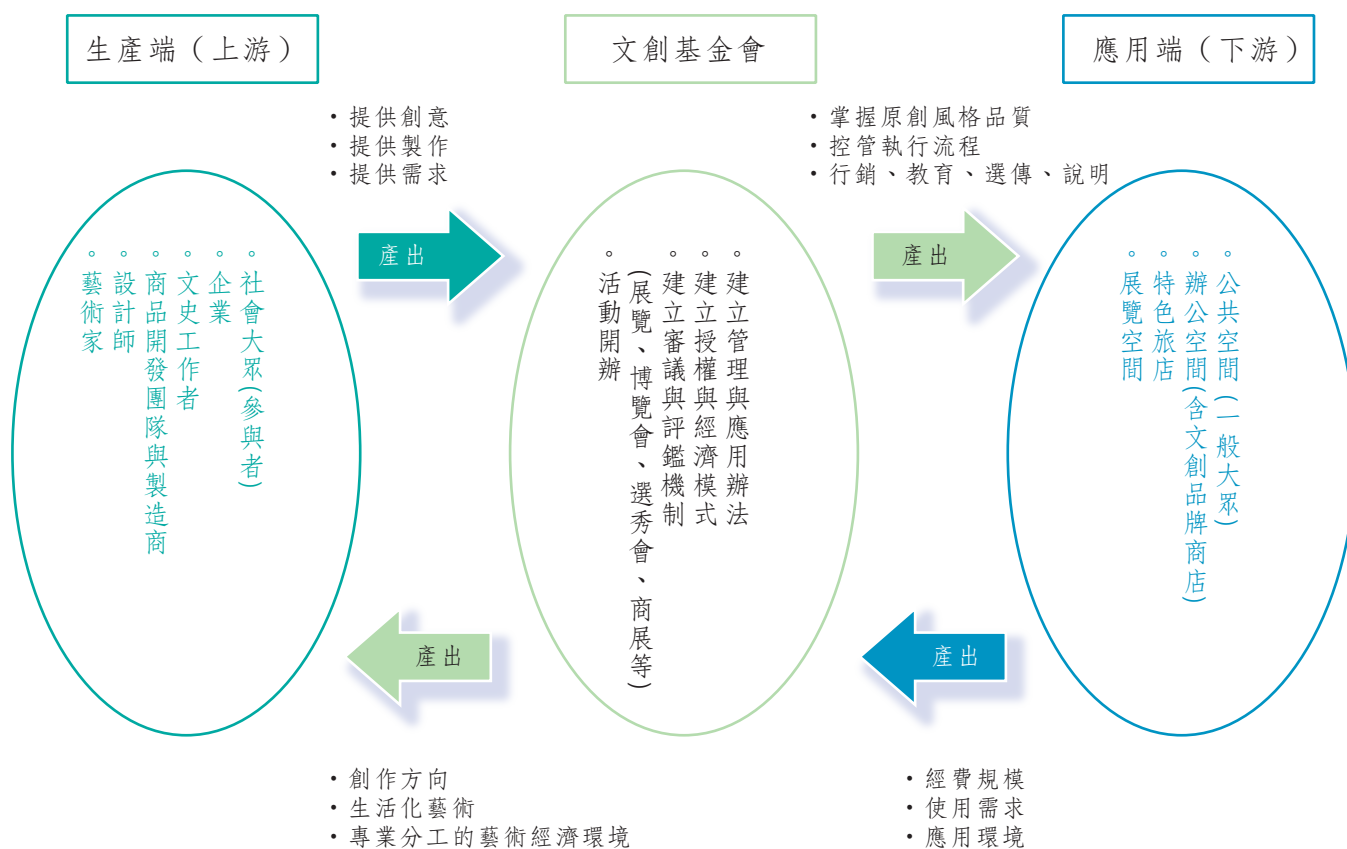 生產端（上游）
文創基金會
應用端（下游）
・提供創意
・提供製作
・提供需求
・掌握原創風格品質
・控管執行流程
・行銷、教育、選傳、說明
產出
產出
。社會大眾(參與者)
。企業
。文史工作者
。商品開發團隊與製造商
。設計師
。藝術家
。建立管理與應用辦法
。建立授權與經濟模式
。建立審議與評鑑機制
(展覽、博覽會、選秀會、商展等)
。活動開辦
。公共空間(一般大眾)
。辦公空間(含文創品牌商店)
。特色旅店
。展覽空間
產出
產出
・創作方向
・生活化藝術
・專業分工的藝術經濟環境
・經費規模
・使用需求
・應用環境